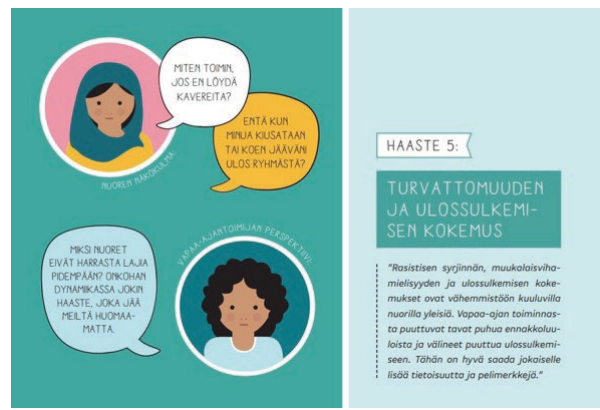 MITEN TOIMIN,
JOS EN LÖYDÄ
KAVEREITA?
ENTÄ KUN
MINUA KIUSATAAN
TAI KOEN JÄÄVÄNI
ULOS RYHMÄSTÄ?
NUORTEN NÄKÖKULMA:
VAPAA-AJANTOIMIJAN PERSPEKTIIVI:
MIKSI NUORET
EIVÄT HARRASTA LAJIA
PIDEMPÄÄN? ONKOHAN
DYNAMIIKASSA JOKIN
HAASTE, JOKA JÄÄ
MEILTÄ HUOMAA-
MATTA.
HAASTE 5:
TURVATTOMUUDEN
JA ULOSSULKEMI-
SEN KOKEMUS
"Rasistisen syrjinnän, muukalaisviha-
mielisyyden ja ulossulkemisen koke-
mukset ovat vähemmistöön kuuluvilla
nuorilla yleisiä. Vapaa-ajan toiminnas-
ta puuttuvat tavat puhua ennakkoluu-
loista ja välineet puuttua ulossulkemi-
seen. Tähän on hyvä saada jokaiselle
lisää tietoisuutta ja pelimerkkejä."